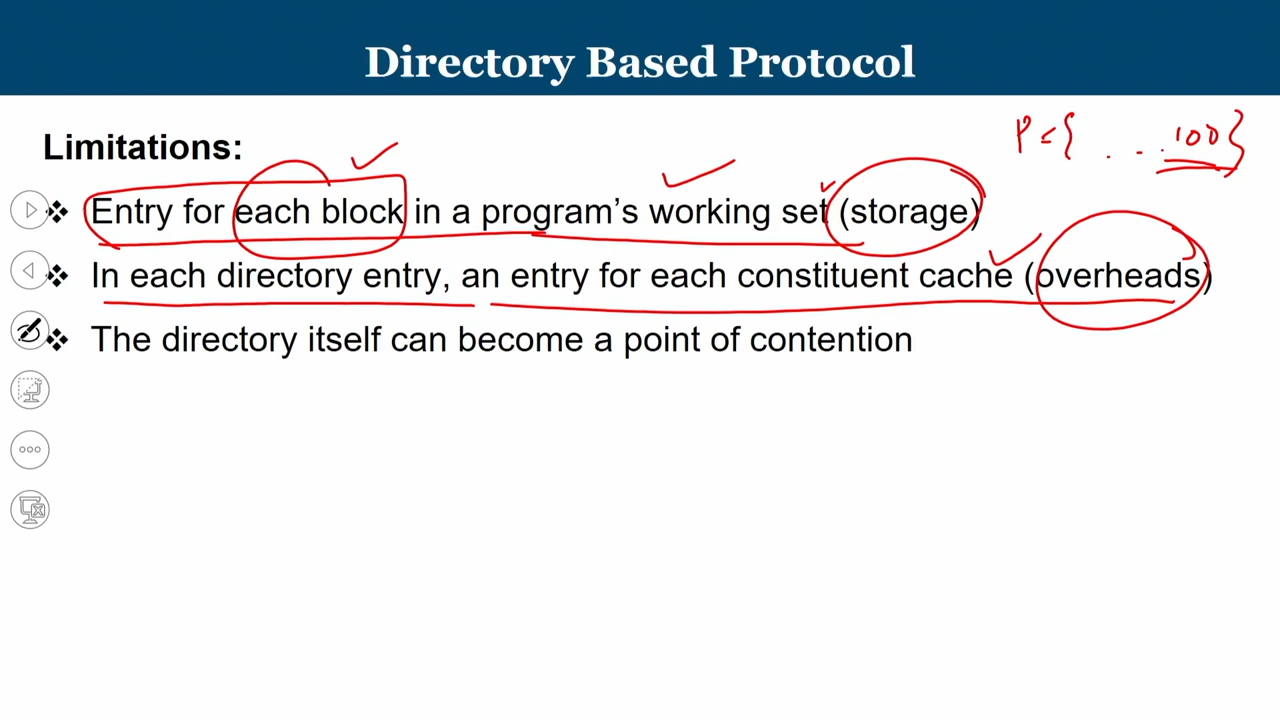 Directory Based Protocol
Limitations:
P = { . . . 100 }
❖ Entry for each block in a program’s working set (storage)
❖ In each directory entry, an entry for each constituent cache (overheads)
❖ The directory itself can become a point of contention